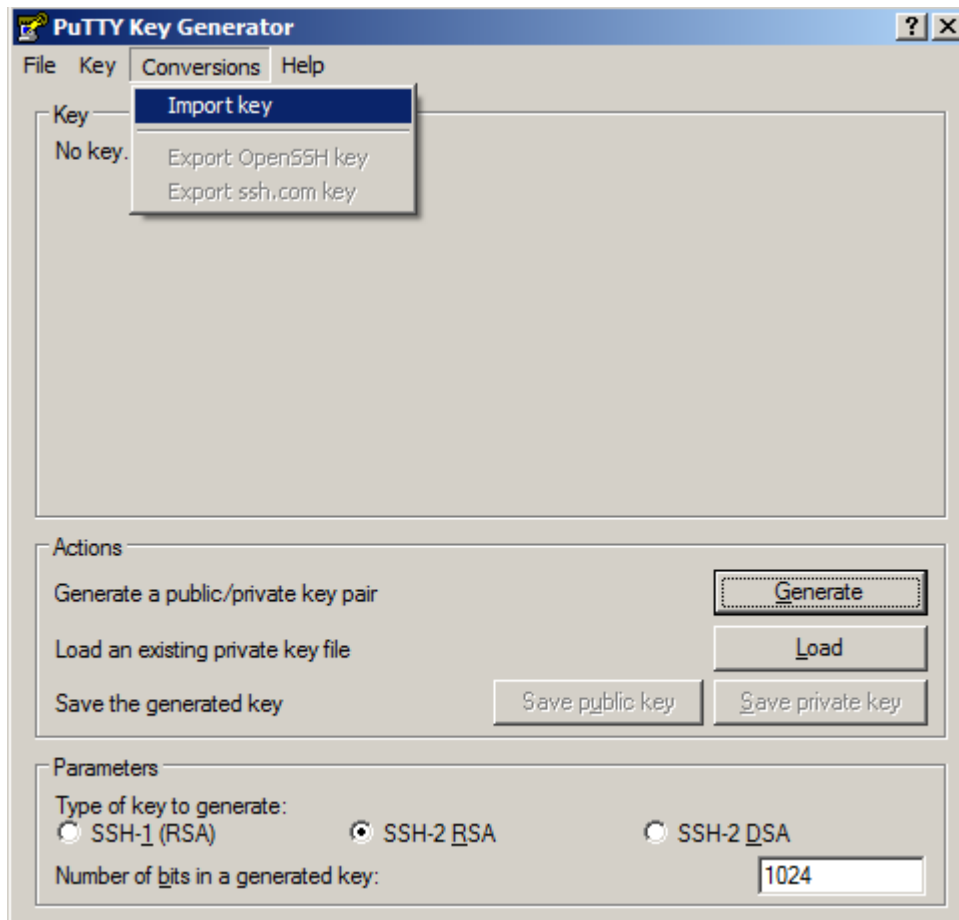 PuTTY Key Generator
File Key Conversions Help
Import key
Export OpenSSH key
Export ssh.com key
Key
No key.
Actions
Generate a public/private key pair
Generate
Load an existing private key file
Load
Save the generated key
Save public key
Save private key
Parameters
Type of key to generate:
SSH-1 (RSA) SSH-2 RSA SSH-2 DSA
Number of bits in a generated key: 1024